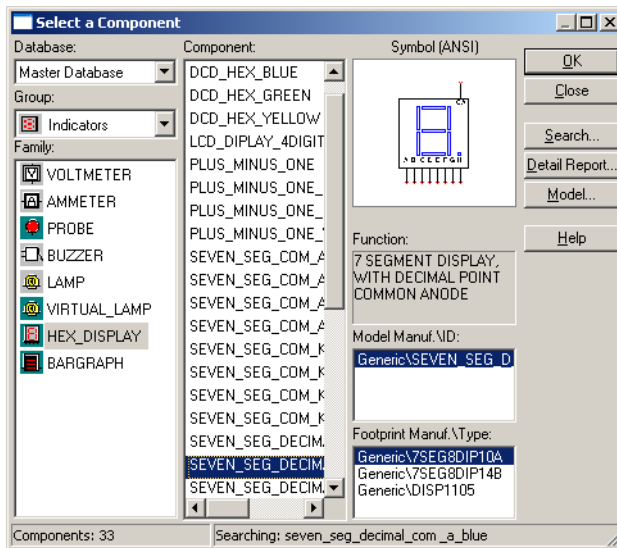 Select a Component
Database:
Master Database
Group:
Indicators
Family:
VOLTMETER
AMMETER
PROBE
BUZZER
LAMP
VIRTUAL_LAMP
HEX_DISPLAY
BARGRAPH
Component:
DCD_HEX_BLUE
DCD_HEX_GREEN
DCD_HEX_YELLOW
LCD_DIPLAY_4DIGIT
PLUS_MINUS_ONE
PLUS_MINUS_ONE_
PLUS_MINUS_ONE_
PLUS_MINUS_ONE_
SEVEN_SEG_COM_A
SEVEN_SEG_COM_A
SEVEN_SEG_COM_A
SEVEN_SEG_COM_A
SEVEN_SEG_COM_K
SEVEN_SEG_COM_K
SEVEN_SEG_COM_K
SEVEN_SEG_COM_K
SEVEN_SEG_DECIM
SEVEN_SEG_DECIM
SEVEN_SEG_DECIM
Symbol (ANSI)
CA
A B C D E F G H
Function:
7 SEGMENT DISPLAY,
WITH DECIMAL POINT
COMMON ANODE
Model Manuf.\ID:
Generic\SEVEN_SEG_D
Footprint Manuf.\Type:
Generic\7SEG8DIP10A
Generic\7SEG8DIP14B
Generic\DISP1105
OK
Close
Search...
Detail Report...
Model...
Help
Components: 33
Searching: seven_seg_decimal_com _a_blue